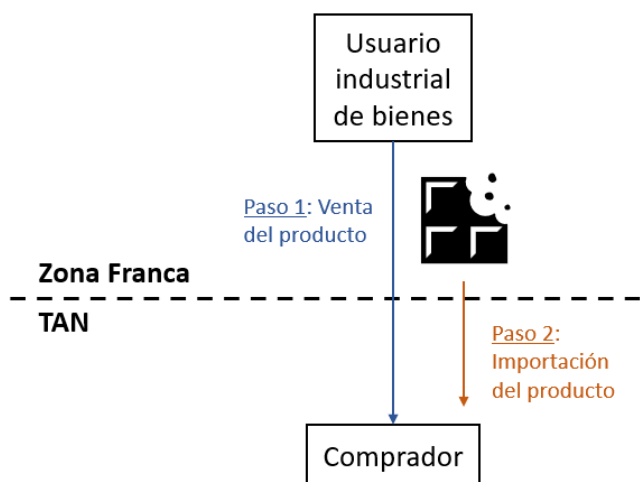 Usuario
industrial
de bienes
Paso 1: Venta
del producto
Zona Franca
TAN
Paso 2:
Importación
del producto
Comprador